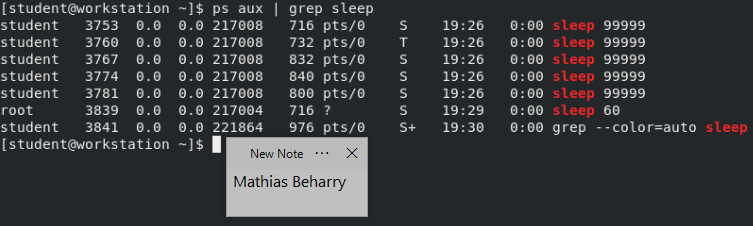 [student@workstation ~]$ ps aux | grep sleep
student 3753 0.0 0.0 217008 716 pts/0 S 19:26 0:00 sleep 99999
student 3760 0.0 0.0 217008 732 pts/0 T 19:26 0:00 sleep 99999
student 3767 0.0 0.0 217008 832 pts/0 S 19:26 0:00 sleep 99999
student 3774 0.0 0.0 217008 840 pts/0 S 19:26 0:00 sleep 99999
student 3781 0.0 0.0 217008 800 pts/0 S 19:26 0:00 sleep 99999
root 3839 0.0 0.0 217004 716 ? S 19:29 0:00 sleep 60
student 3841 0.0 0.0 221864 976 pts/0 S+ 19:30 0:00 grep --color=auto sleep
[student@workstation ~]$
New Note ···
Mathias Beharry